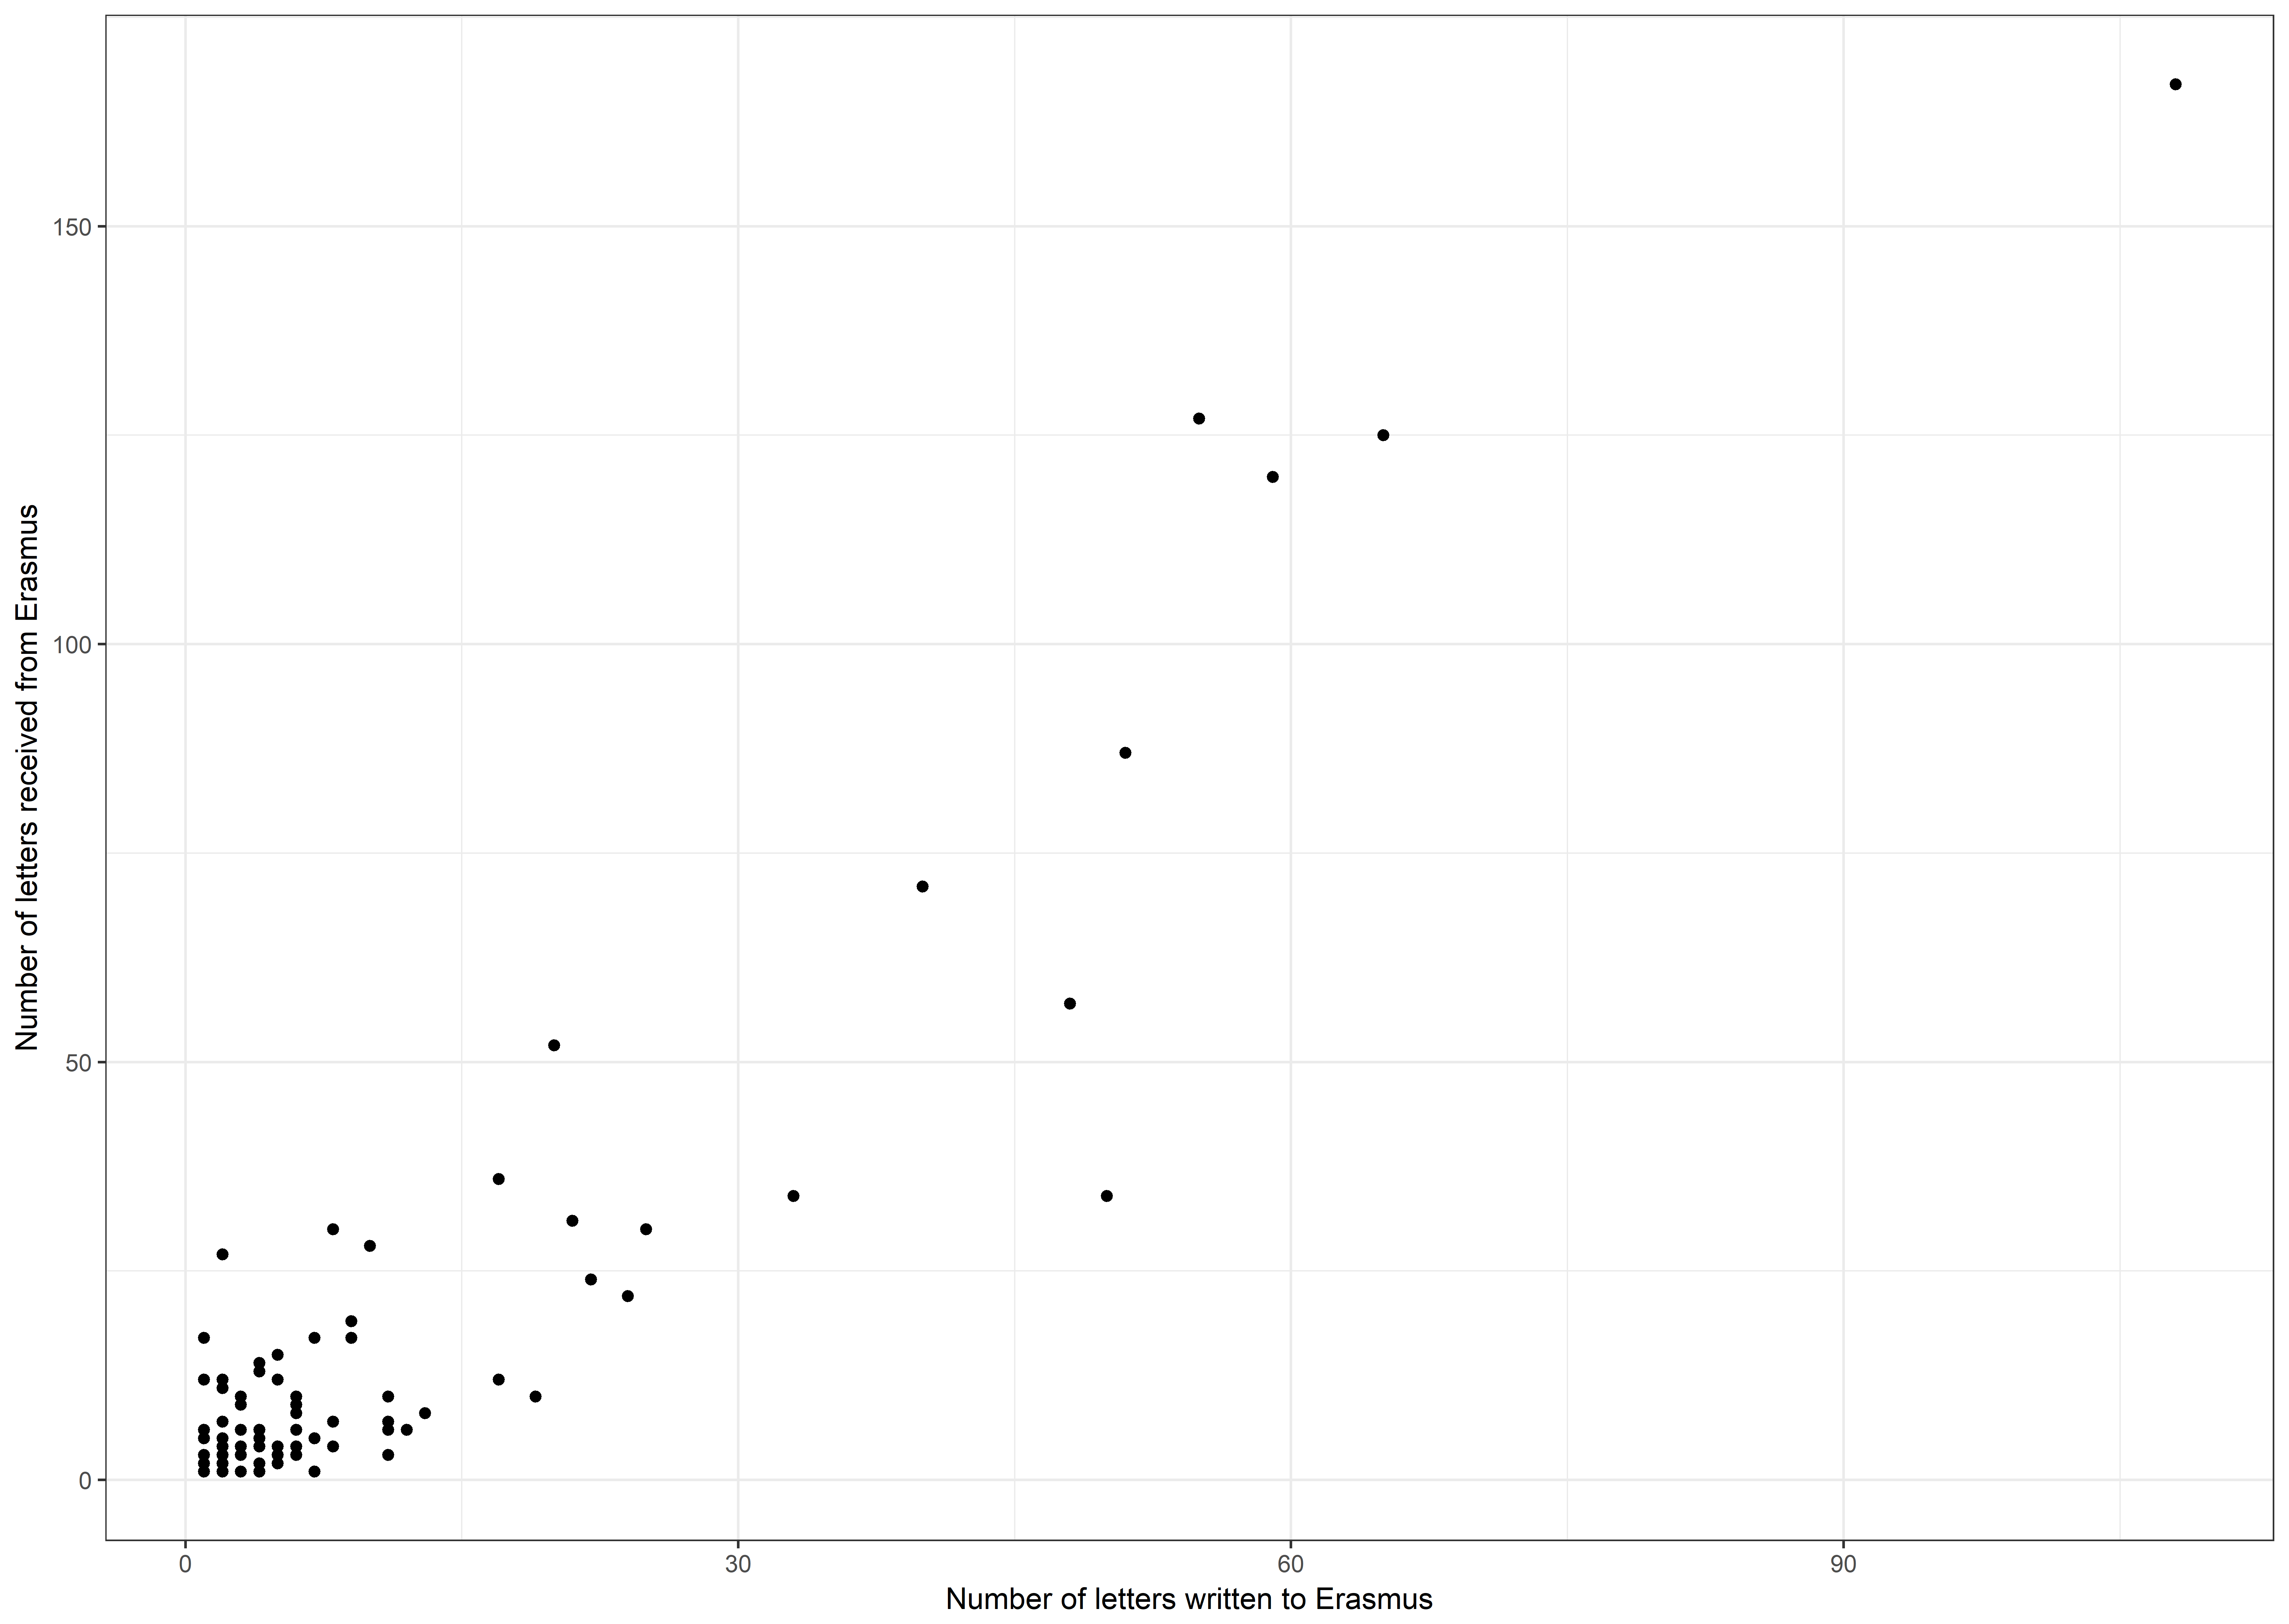 Number of letters received from Erasmus
150
100
50
0
0 30 60 90
Number of letters written to Erasmus